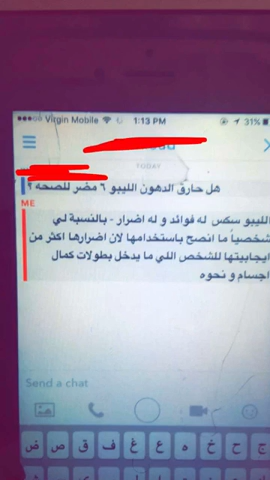 Virgin Mobile 1:13 PM 31%
TODAY
هل حارق الدهون الليبو ٦ مضر للصحه ؟
ME
الليبو سكس له فوائد و له اضرار - بالنسبة لي
شخصياً ما انصح باستخدامها لان اضرارها اكثر من
ايجابيتها للشخص اللي ما يدخل بطولات كمال
اجسام و نحوه
Send a chat
ض ص ق ف غ ع ه خ ح ج